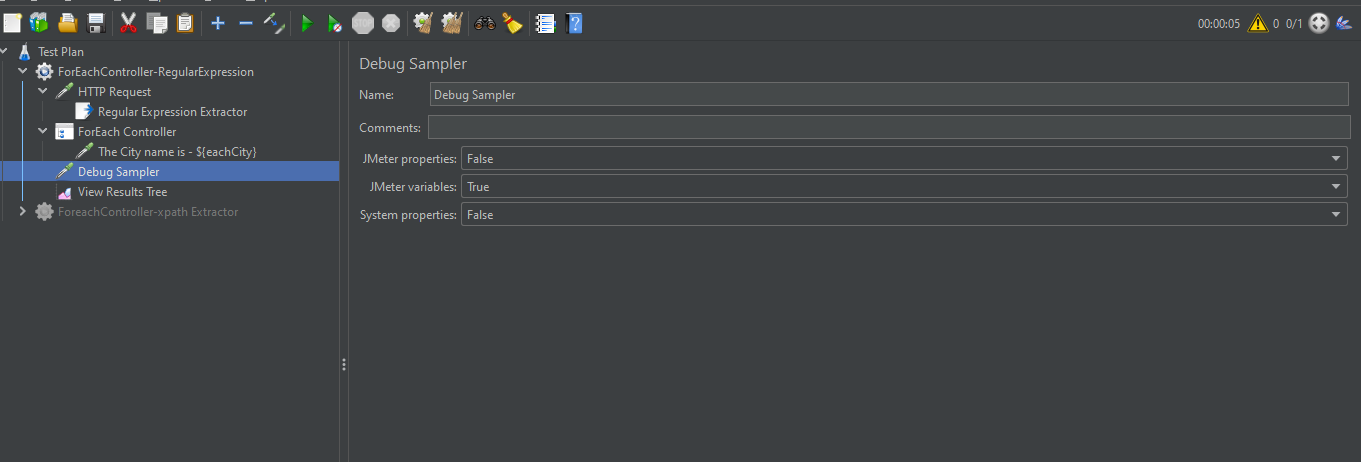 00:00:05 0 0/1
Test Plan
ForEachController-RegularExpression
HTTP Request
Regular Expression Extractor
ForEach Controller
The City name is - ${eachCity}
Debug Sampler
View Results Tree
ForeachController-xpath Extractor
Debug Sampler
Name: Debug Sampler
Comments:
JMeter properties: False
JMeter variables: True
System properties: False